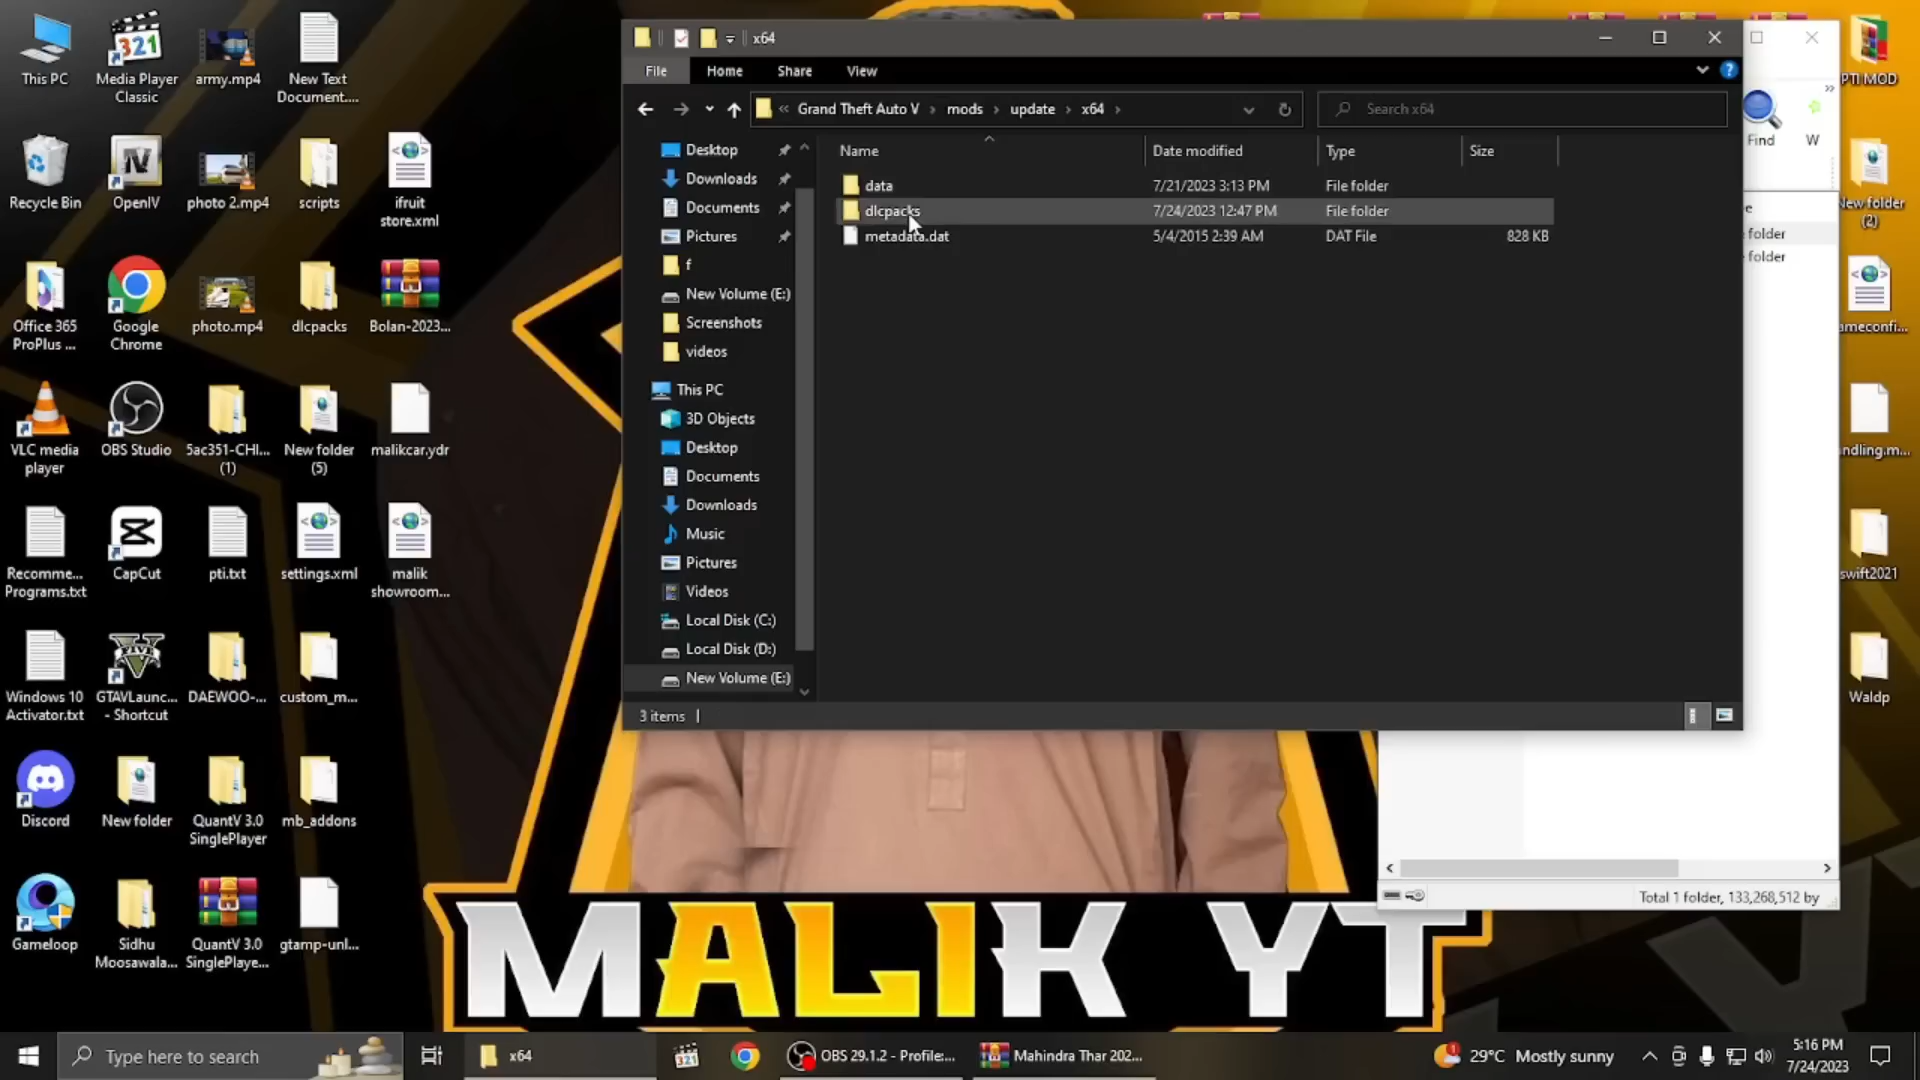 This PC
Media Player
Classic
army.mp4
New Text
Document....
Recycle Bin
OpenIV
photo 2.mp4
scripts
ifruit
store.xml
Office 365
ProPlus ...
Google
Chrome
photo.mp4
dlcpacks
Bolan-2023...
VLC media
player
OBS Studio
5ac351-CHI...
(1)
New folder
(5)
malikcar.ydr
Recomme...
Programs.txt
CapCut
pti.txt
settings.xml
malik
showroom...
Windows 10
Activator.txt
GTAVLaunc...
- Shortcut
DAEWOO-...
custom_m...
Discord
New folder
QuantV 3.0
SinglePlayer
mb_addons
Gameloop
Sidhu
Moosawala...
QuantV 3.0
SinglePlaye...
gtamp-unl...
x64
File Home Share View
« Grand Theft Auto V › mods › update › x64 ›
Search x64
Name Date modified Type Size
data 7/21/2023 3:13 PM File folder
dlcpacks 7/24/2023 12:47 PM File folder
metadata.dat 5/4/2015 2:39 AM DAT File 828 KB
Desktop
Downloads
Documents
Pictures
f
New Volume (E:)
Screenshots
videos
This PC
3D Objects
Desktop
Documents
Downloads
Music
Pictures
Videos
Local Disk (C:)
Local Disk (D:)
New Volume (E:)
3 items
Find
W
e
folder
folder
Total 1 folder, 133,268,512 by
PTI MOD
New folder
(2)
ameconfi...
ndling.m...
swift2021
Waldp
MALIK YT
321
Type here to search
x64
321
OBS 29.1.2 - Profile:...
Mahindra Thar 202...
1
29°C Mostly sunny
5:16 PM
7/24/2023